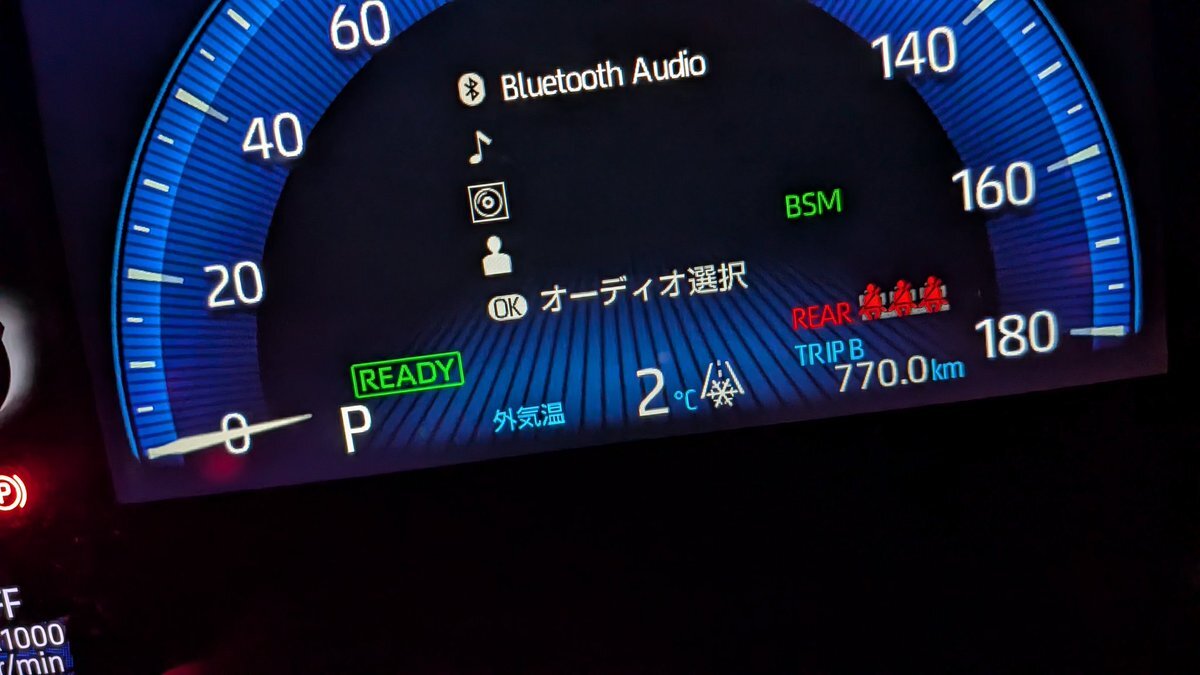 60
Bluetooth Audio
140
40
BSM
160
20
OK オーディオ選択
REAR
180
READY
TRIP B
2℃
770.0km
0
P
外気温
P
1000
r/min